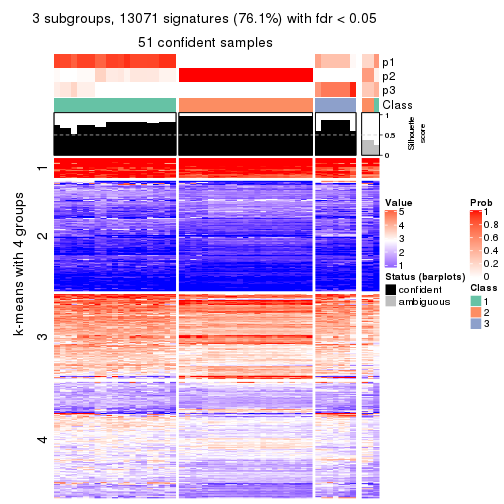 3 subgroups, 13071 signatures (76.1%) with fdr < 0.05
51 confident samples
p1
p2
p3
Class
1
0.5
0
Silhouette
score
k-means with 4 groups
1
2
3
4
Value
5
4
3
2
1
Status (barplots)
confident
ambiguous
Prob
1
0.8
0.6
0.4
0.2
0
Class
1
2
3